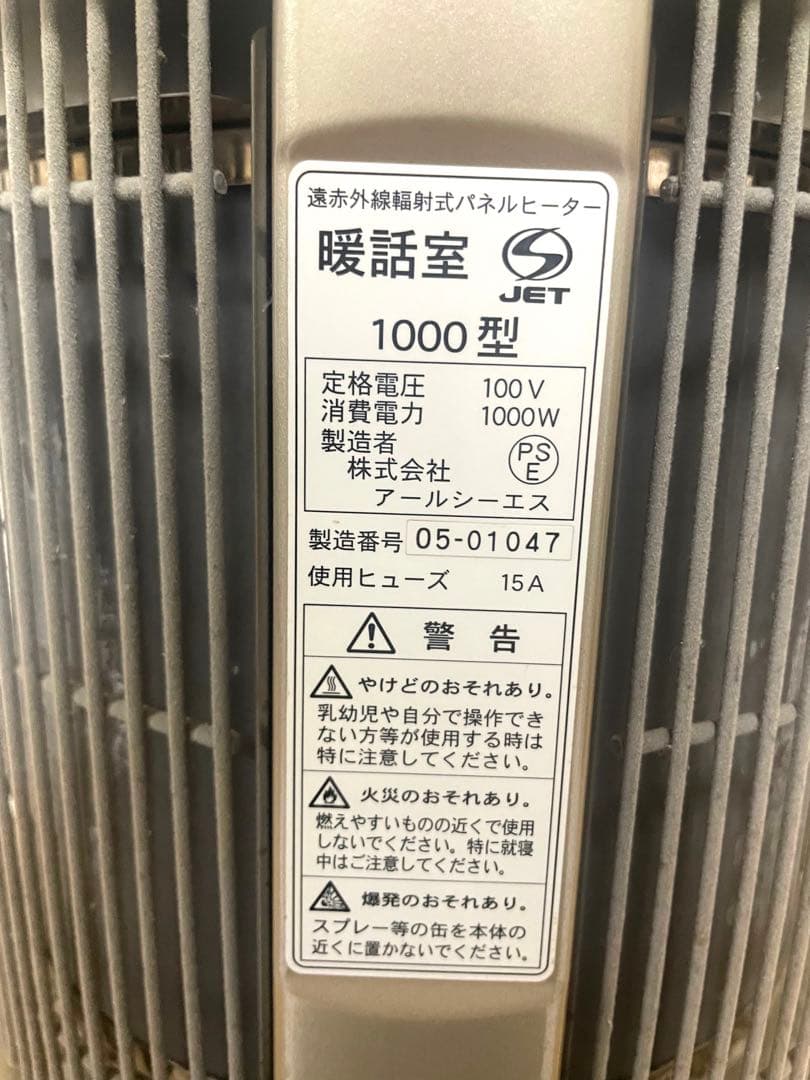 遠赤外線輻射式パネルヒーター
暖話室
JET
1000型
定格電圧 100V
消費電力 1000W
製造者
株式会社
アールシーエス
PS
E
製造番号 05-01047
使用ヒューズ 15A
警告
やけどのおそれあり。
乳幼児や自分で操作でき
ない方等が使用する時は
特に注意してください。
火災のおそれあり。
燃えやすいものの近くで使用
しないでください。特に就寝
中はご注意してください。
爆発のおそれあり。
スプレー等の缶を本体の
近くに置かないでください。